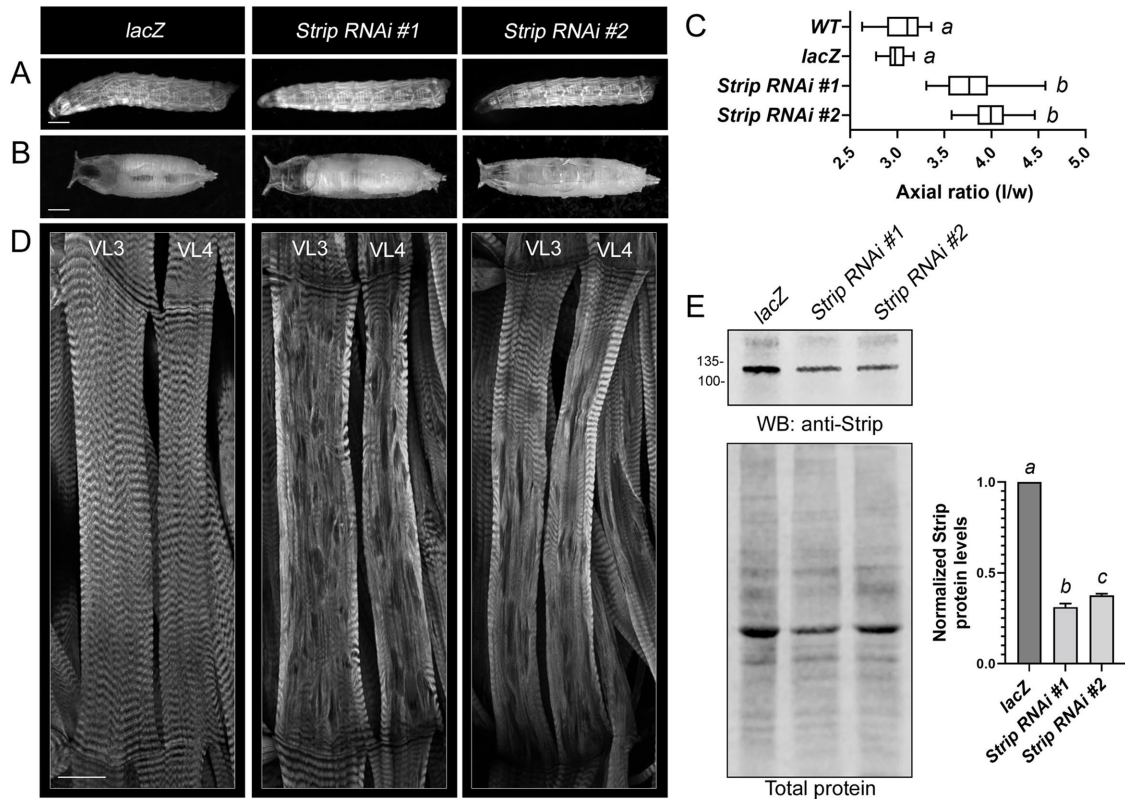 lacZ
Strip RNAi #1
Strip RNAi #2
A
B
D
VL3
VL4
VL3
VL4
VL3
VL4
C
WT
a
lacZ
a
Strip RNAi #1
b
Strip RNAi #2
b
2.5
3.0
3.5
4.0
4.5
5.0
Axial ratio (l/w)
E
lacZ
Strip RNAi #1
Strip RNAi #2
135-
100-
WB: anti-Strip
Total protein
Normalized Strip
protein levels
1.0
0.5
0.0
a
b
c
lacZ
Strip RNAi #1
Strip RNAi #2